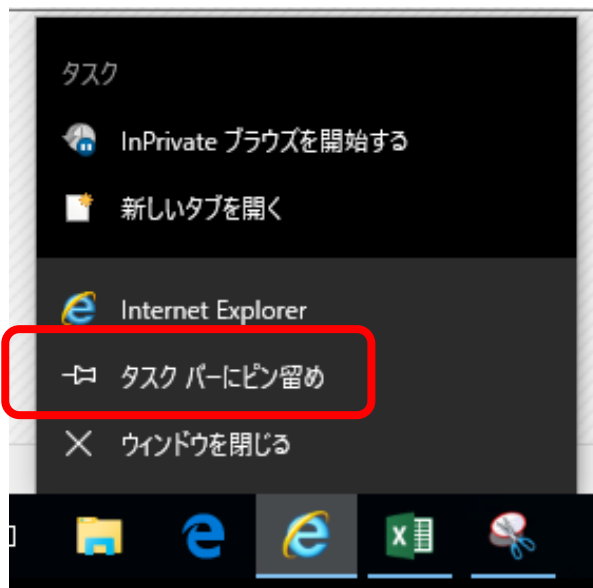 タスク
InPrivate ブラウズを開始する
新しいタブを開く
Internet Explorer
タスク バーにピン留め
ウィンドウを閉じる